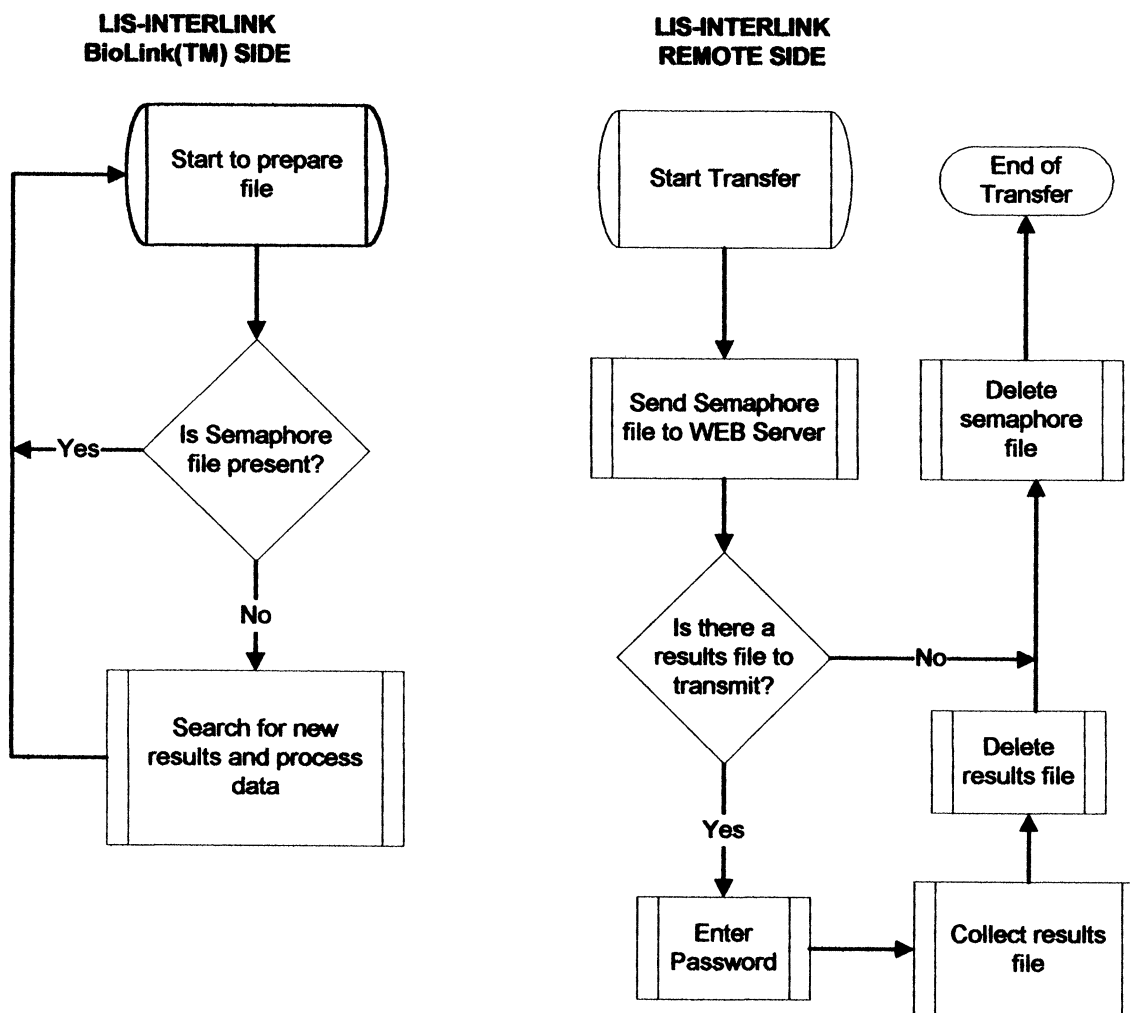 LIS-INTERLINK
BioLink(TM) SIDE
Start to prepare
file
Is Semaphore
file present?
Yes
No
Search for new
results and process
data
LIS-INTERLINK
REMOTE SIDE
Start Transfer
Send Semaphore
file to WEB Server
Is there a
results file to
transmit?
No
Yes
Enter
Password
Collect results
file
Delete
results file
Delete
semaphore
file
End of
Transfer